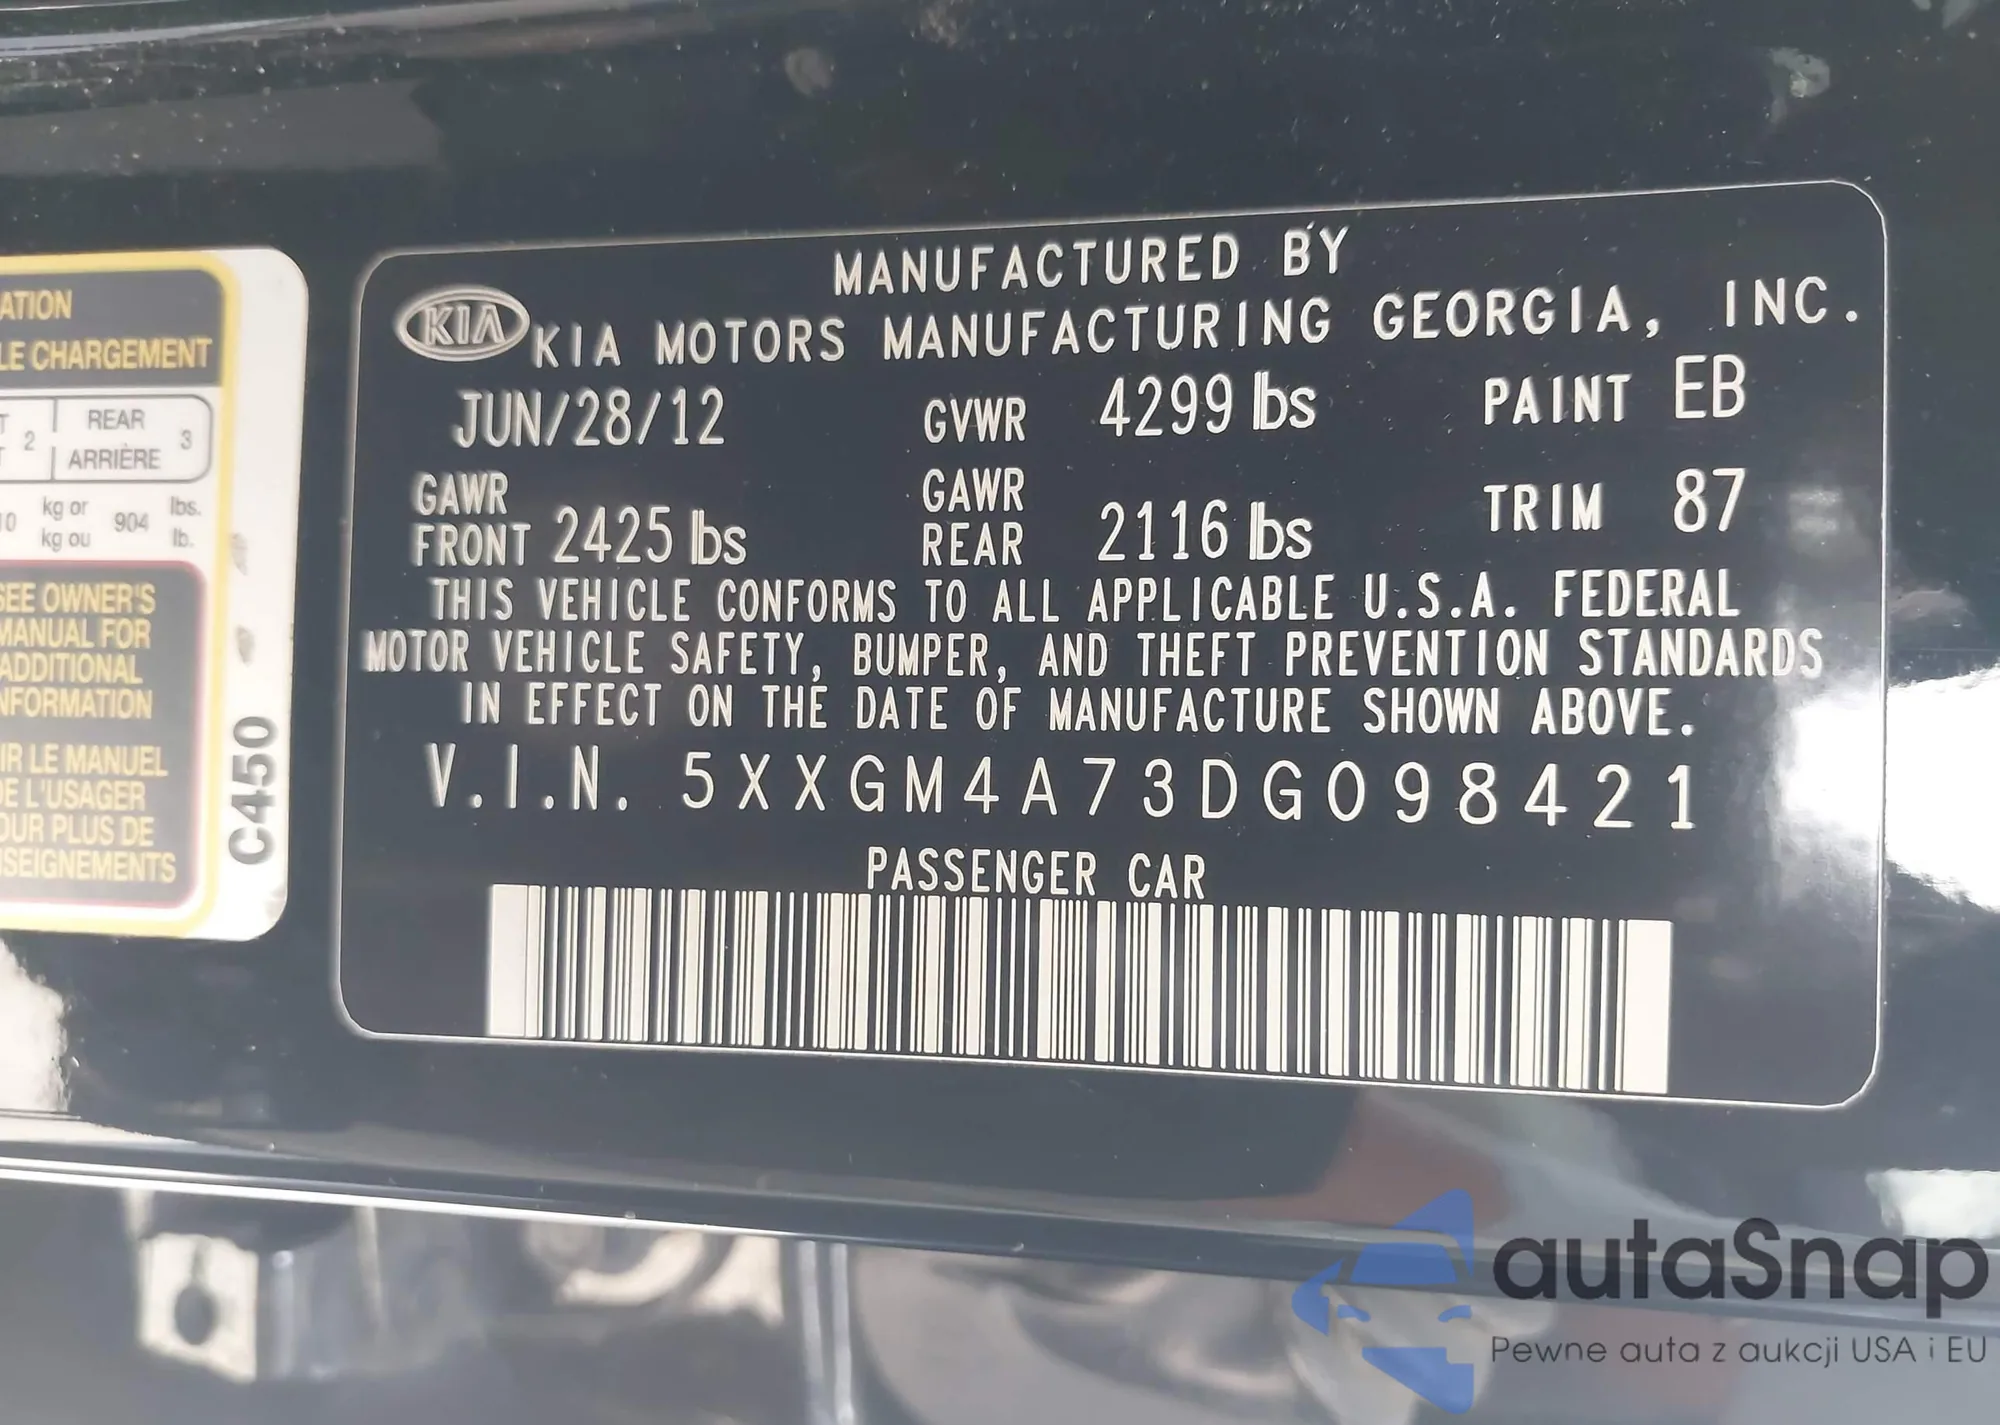 ATION
LE CHARGEMENT
2 REAR ARRIÈRE 3
kg or kg ou 904 lbs. lb.
SEE OWNER'S
MANUAL FOR
ADDITIONAL
NFORMATION
IR LE MANUEL
DE L'USAGER
OUR PLUS DE
NSEIGNEMENTS
C450
MANUFACTURED BY
KIA KIA MOTORS MANUFACTURING GEORGIA, INC.
JUN/28/12 GVWR 4299 lbs PAINT EB
GAWR FRONT 2425 lbs GAWR REAR 2116 lbs TRIM 87
THIS VEHICLE CONFORMS TO ALL APPLICABLE U.S.A. FEDERAL
MOTOR VEHICLE SAFETY, BUMPER, AND THEFT PREVENTION STANDARDS
IN EFFECT ON THE DATE OF MANUFACTURE SHOWN ABOVE.
V.I.N. 5XXGM4A73DG098421
PASSENGER CAR
autaSnap
Pewne auta z aukcji USA i EU